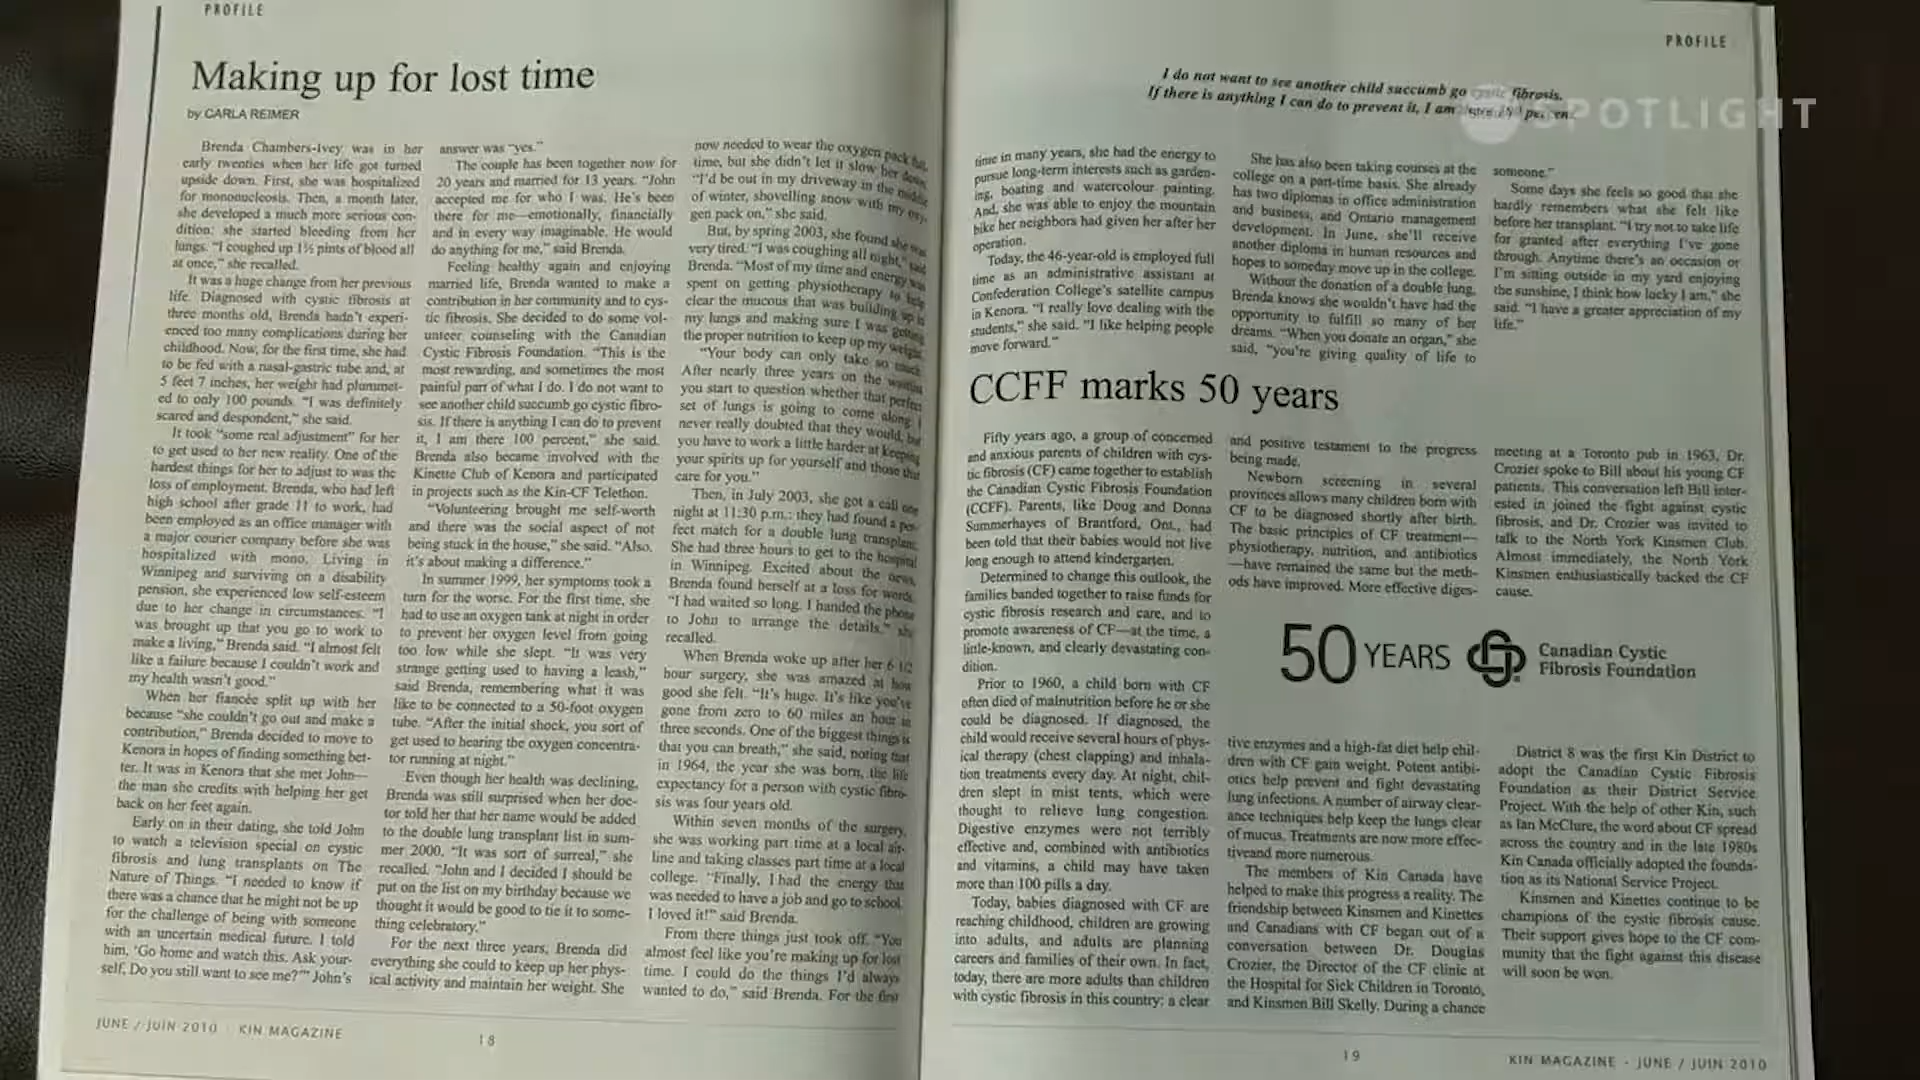 PROFILE
Making up for lost time
by CARLA REIMER
Brenda Chambers-Ivey was in her
early twenties when her life got turned
upside down. First, she was hospitalized
for mononucleosis. Then, a month later,
she developed a much more serious con-
dition: she started bleeding from her
lungs. "I coughed up 1½ pints of blood all
at once," she recalled.
It was a huge change from her previous
life. Diagnosed with cystic fibrosis at
three months old, Brenda hadn't experi-
enced too many complications during her
childhood. Now, for the first time, she had
to be fed with a nasal-gastric tube and, at
5 feet 7 inches, her weight had plummet-
ed to only 100 pounds. "I was definitely
scared and despondent," she said.
It took "some real adjustment" for her
to get used to her new reality. One of the
hardest things for her to adjust to was the
loss of employment. Brenda, who had left
high school after grade 11 to work, had
been employed as an office manager with
a major courier company before she was
hospitalized with mono. Living in
Winnipeg and surviving on a disability
pension, she experienced low self-esteem
due to her change in circumstances. "I
was brought up that you go to work to
make a living," Brenda said. "I almost felt
like a failure because I couldn't work and
my health wasn't good."
When her fiancée split up with her
because "she couldn't go out and make a
contribution," Brenda decided to move to
Kenora in hopes of finding something bet-
ter. It was in Kenora that she met John—
the man she credits with helping her get
back on her feet again.
Early on in their dating, she told John
to watch a television special on cystic
fibrosis and lung transplants on The
Nature of Things. "I needed to know if
there was a chance that he might not be up
for the challenge of being with someone
with an uncertain medical future. I told
him, 'Go home and watch this. Ask your-
self, Do you still want to see me?'" John's
answer was "yes."
The couple has been together now for
20 years and married for 13 years. "John
accepted me for who I was. He's been
there for me—emotionally, financially
and in every way imaginable. He would
do anything for me," said Brenda.
Feeling healthy again and enjoying
married life, Brenda wanted to make a
contribution in her community and to cys-
tic fibrosis. She decided to do some vol-
unteer counseling with the Canadian
Cystic Fibrosis Foundation. "This is the
most rewarding, and sometimes the most
painful part of what I do. I do not want to
see another child succumb go cystic fibro-
sis. If there is anything I can do to prevent
it, I am there 100 percent," she said.
Brenda also became involved with the
Kinette Club of Kenora and participated
in projects such as the Kin-CF Telethon.
"Volunteering brought me self-worth
and there was the social aspect of not
being stuck in the house," she said. "Also,
it's about making a difference."
In summer 1999, her symptoms took a
turn for the worse. For the first time, she
had to use an oxygen tank at night in order
to prevent her oxygen level from going
too low while she slept. "It was very
strange getting used to having a leash,"
said Brenda, remembering what it was
like to be connected to a 50-foot oxygen
tube. "After the initial shock, you sort of
get used to hearing the oxygen concentra-
tor running at night."
Even though her health was declining,
Brenda was still surprised when her doc-
tor told her that her name would be added
to the double lung transplant list in sum-
mer 2000. "It was sort of surreal," she
recalled. "John and I decided I should be
put on the list on my birthday because we
thought it would be good to tie it to some-
thing celebratory."
For the next three years, Brenda did
everything she could to keep up her phys-
ical activity and maintain her weight. She
now needed to wear the oxygen pack full
time, but she didn't let it slow her down.
"I'd be out in my driveway in the middle
of winter, shovelling snow with my oxy-
gen pack on," she said.
But, by spring 2003, she found she was
very tired. "I was coughing all night," said
Brenda. "Most of my time and energy was
spent on getting physiotherapy to help
clear the mucous that was building up in
my lungs and making sure I was getting
the proper nutrition to keep up my weight.
"Your body can only take so much.
After nearly three years on the waiting
you start to question whether that perfect
set of lungs is going to come along. I
never really doubted that they would, but
you have to work a little harder at keeping
your spirits up for yourself and those that
care for you."
Then, in July 2003, she got a call one
night at 11:30 p.m.: they had found a per-
fect match for a double lung transplant.
She had three hours to get to the hospital
in Winnipeg. Excited about the news,
Brenda found herself at a loss for words.
"I had waited so long. I handed the phone
to John to arrange the details," she
recalled.
When Brenda woke up after her 6 1/2
hour surgery, she was amazed at how
good she felt. "It's huge. It's like you've
gone from zero to 60 miles an hour in
three seconds. One of the biggest things is
that you can breath," she said, noting that
in 1964, the year she was born, the life
expectancy for a person with cystic fibro-
sis was four years old.
Within seven months of the surgery,
she was working part time at a local air-
line and taking classes part time at a local
college. "Finally, I had the energy that
was needed to have a job and go to school.
I loved it!" said Brenda.
From there things just took off. "You
almost feel like you're making up for lost
time. I could do the things I'd always
wanted to do," said Brenda. For the first
JUNE / JUIN 2010 · KIN MAGAZINE
18
PROFILE
I do not want to see another child succumb go cystic fibrosis.
If there is anything I can do to prevent it, I am
SPOTLIGHT
time in many years, she had the energy to
pursue long-term interests such as garden-
ing, boating and watercolour painting.
And, she was able to enjoy the mountain
bike her neighbors had given her after her
operation.
Today, the 46-year-old is employed full
time as an administrative assistant at
Confederation College's satellite campus
in Kenora. "I really love dealing with the
students," she said. "I like helping people
move forward."
She has also been taking courses at the
college on a part-time basis. She already
has two diplomas in office administration
and business, and Ontario management
development. In June, she'll receive
another diploma in human resources and
hopes to someday move up in the college.
Without the donation of a double lung,
Brenda knows she wouldn't have had the
opportunity to fulfill so many of her
dreams. "When you donate an organ," she
said, "you're giving quality of life to
someone."
Some days she feels so good that she
hardly remembers what she felt like
before her transplant. "I try not to take life
for granted after everything I've gone
through. Anytime there's an occasion or
I'm sitting outside in my yard enjoying
the sunshine, I think how lucky I am," she
said. "I have a greater appreciation of my
life."
CCFF marks 50 years
Fifty years ago, a group of concerned
and anxious parents of children with cys-
tic fibrosis (CF) came together to establish
the Canadian Cystic Fibrosis Foundation
(CCFF). Parents, like Doug and Donna
Summerhayes of Brantford, Ont., had
been told that their babies would not live
long enough to attend kindergarten.
Determined to change this outlook, the
families banded together to raise funds for
cystic fibrosis research and care, and to
promote awareness of CF—at the time, a
little-known, and clearly devastating con-
dition.
Prior to 1960, a child born with CF
often died of malnutrition before he or she
could be diagnosed. If diagnosed, the
child would receive several hours of phys-
ical therapy (chest clapping) and inhala-
tion treatments every day. At night, chil-
dren slept in mist tents, which were
thought to relieve lung congestion.
Digestive enzymes were not terribly
effective and, combined with antibiotics
and vitamins, a child may have taken
more than 100 pills a day.
Today, babies diagnosed with CF are
reaching childhood, children are growing
into adults, and adults are planning
careers and families of their own. In fact,
today, there are more adults than children
with cystic fibrosis in this country: a clear
and positive testament to the progress
being made.
Newborn screening in several
provinces allows many children born with
CF to be diagnosed shortly after birth.
The basic principles of CF treatment—
physiotherapy, nutrition, and antibiotics
—have remained the same but the meth-
ods have improved. More effective diges-
tive enzymes and a high-fat diet help chil-
dren with CF gain weight. Potent antibi-
otics help prevent and fight devastating
lung infections. A number of airway clear-
ance techniques help keep the lungs clear
of mucus. Treatments are now more effec-
tiveand more numerous.
The members of Kin Canada have
helped to make this progress a reality. The
friendship between Kinsmen and Kinettes
and Canadians with CF began out of a
conversation between Dr. Douglas
Crozier, the Director of the CF clinic at
the Hospital for Sick Children in Toronto,
and Kinsmen Bill Skelly. During a chance
meeting at a Toronto pub in 1963, Dr.
Crozier spoke to Bill about his young CF
patients. This conversation left Bill inter-
ested in joined the fight against cystic
fibrosis, and Dr. Crozier was invited to
talk to the North York Kinsmen Club.
Almost immediately, the North York
Kinsmen enthusiastically backed the CF
cause.
50 YEARS
Canadian Cystic
Fibrosis Foundation
District 8 was the first Kin District to
adopt the Canadian Cystic Fibrosis
Foundation as their District Service
Project. With the help of other Kin, such
as Ian McClure, the word about CF spread
across the country and in the late 1980s
Kin Canada officially adopted the founda-
tion as its National Service Project.
Kinsmen and Kinettes continue to be
champions of the cystic fibrosis cause.
Their support gives hope to the CF com-
munity that the fight against this disease
will soon be won.
19
KIN MAGAZINE · JUNE / JUIN 2010